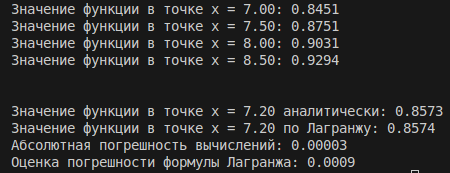 Значение функции в точке x = 7.00: 0.8451
Значение функции в точке x = 7.50: 0.8751
Значение функции в точке x = 8.00: 0.9031
Значение функции в точке x = 8.50: 0.9294
Значение функции в точке x = 7.20 аналитически: 0.8573
Значение функции в точке x = 7.20 по Лагранжу: 0.8574
Абсолютная погрешность вычислений: 0.00003
Оценка погрешности формулы Лагранжа: 0.0009